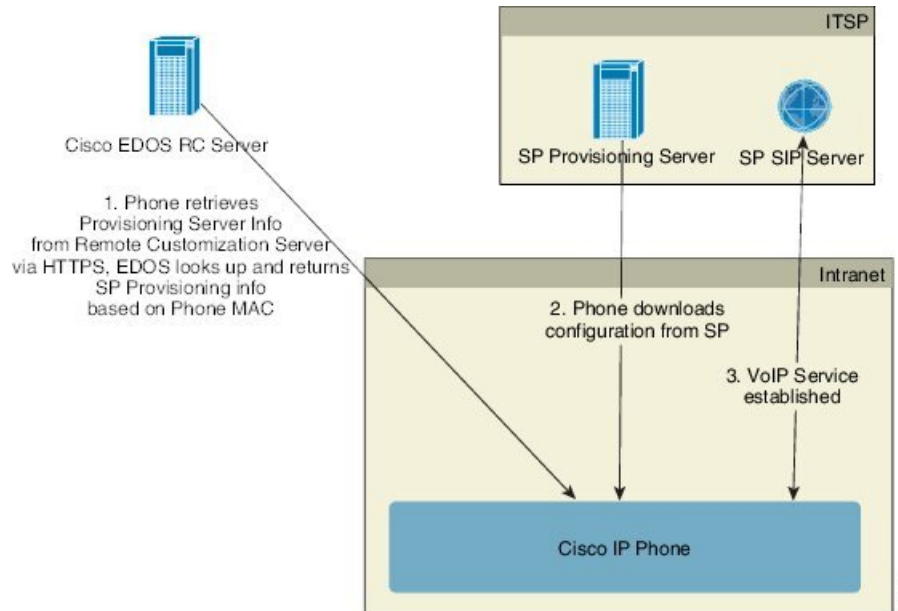 ITSP
Cisco EDOS RC Server
SP Provisioning Server
SP SIP Server
1. Phone retrieves
Provisioning Server Info
from Remote Customization Server
via HTTPS, EDOS looks up and returns
SP Provisioning info
based on Phone MAC
Intranet
2. Phone downloads
configuration from SP
3. VoIP Service
established
Cisco IP Phone